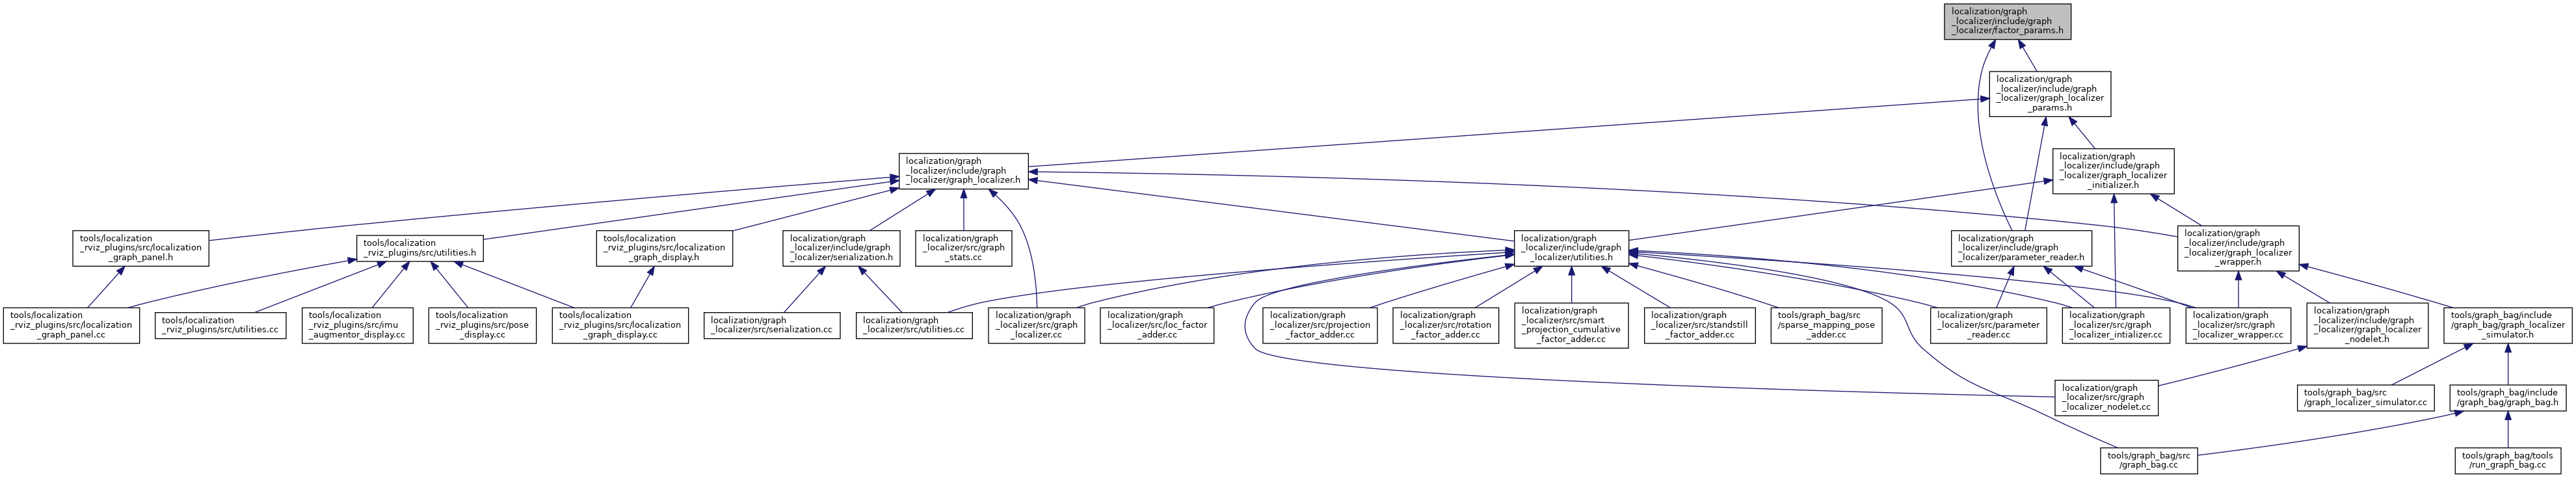 localization/graph
_localizer/include/graph
_localizer/factor_params.h
localization/graph
_localizer/include/graph
_localizer/graph_localizer
_params.h
localization/graph
_localizer/include/graph
_localizer/graph_localizer.h
localization/graph
_localizer/include/graph
_localizer/graph_localizer
_initializer.h
tools/localization
_rviz_plugins/src/localization
_graph_panel.h
tools/localization
_rviz_plugins/src/utilities.h
tools/localization
_rviz_plugins/src/localization
_graph_display.h
localization/graph
_localizer/include/graph
_localizer/serialization.h
localization/graph
_localizer/src/graph
_stats.cc
localization/graph
_localizer/include/graph
_localizer/utilities.h
localization/graph
_localizer/include/graph
_localizer/parameter_reader.h
localization/graph
_localizer/include/graph
_localizer/graph_localizer
_wrapper.h
tools/localization
_rviz_plugins/src/localization
_graph_panel.cc
tools/localization
_rviz_plugins/src/utilities.cc
tools/localization
_rviz_plugins/src/imu
_augmentor_display.cc
tools/localization
_rviz_plugins/src/pose
_display.cc
tools/localization
_rviz_plugins/src/localization
_graph_display.cc
localization/graph
_localizer/src/serialization.cc
localization/graph
_localizer/src/utilities.cc
localization/graph
_localizer/src/graph
_localizer.cc
localization/graph
_localizer/src/loc_factor
_adder.cc
localization/graph
_localizer/src/projection
_factor_adder.cc
localization/graph
_localizer/src/rotation
_factor_adder.cc
localization/graph
_localizer/src/smart
_projection_cumulative
_factor_adder.cc
localization/graph
_localizer/src/standstill
_factor_adder.cc
tools/graph_bag/src
/sparse_mapping_pose
_adder.cc
localization/graph
_localizer/src/parameter
_reader.cc
localization/graph
_localizer/src/graph
_localizer_intializer.cc
localization/graph
_localizer/src/graph
_localizer_wrapper.cc
localization/graph
_localizer/include/graph
_localizer/graph_localizer
_nodelet.h
tools/graph_bag/include
/graph_bag/graph_localizer
_simulator.h
localization/graph
_localizer/src/graph
_localizer_nodelet.cc
tools/graph_bag/src
/graph_localizer_simulator.cc
tools/graph_bag/include
/graph_bag/graph_bag.h
tools/graph_bag/src
/graph_bag.cc
tools/graph_bag/tools
/run_graph_bag.cc